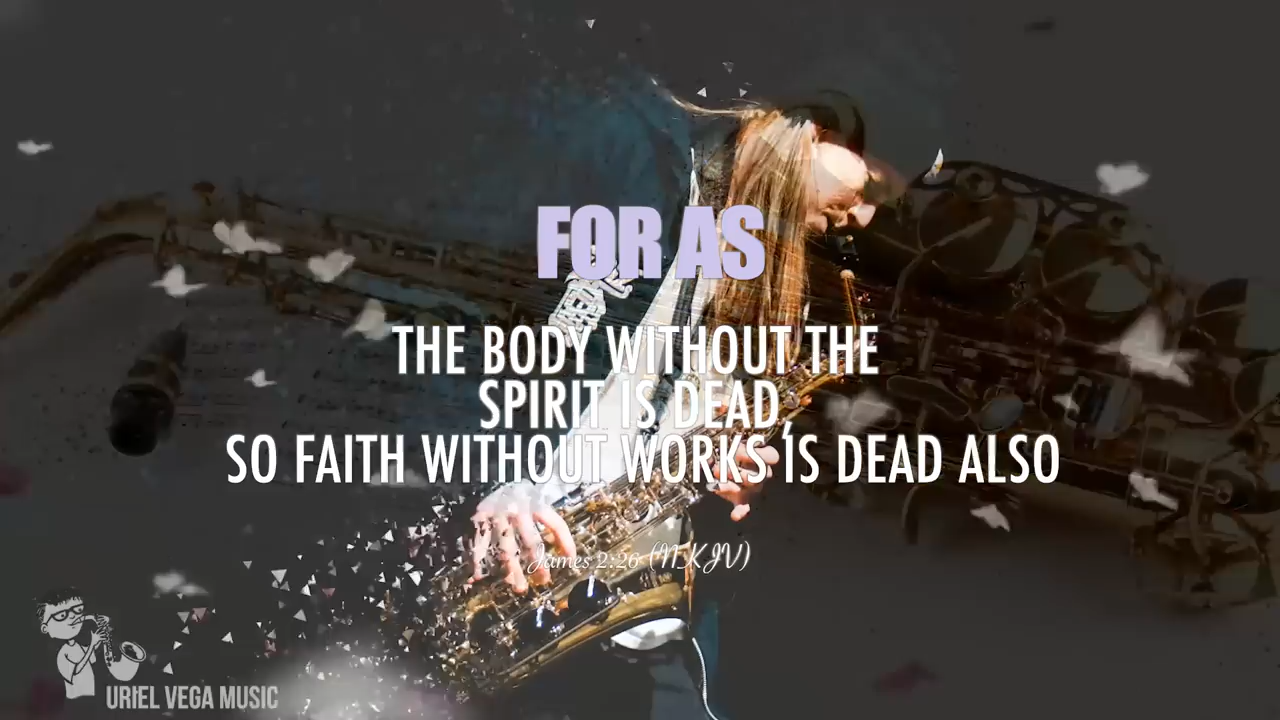 FOR AS
THE BODY WITHOUT THE
SPIRIT IS DEAD,
SO FAITH WITHOUT WORKS IS DEAD ALSO
James 2:26 (NKJV)
URIEL VEGA MUSIC